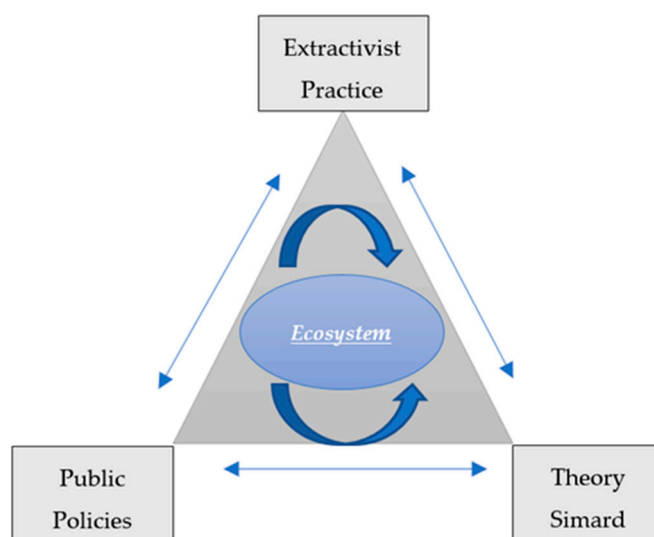 Extractivist
Practice
Ecosystem
Public
Policies
Theory
Simard